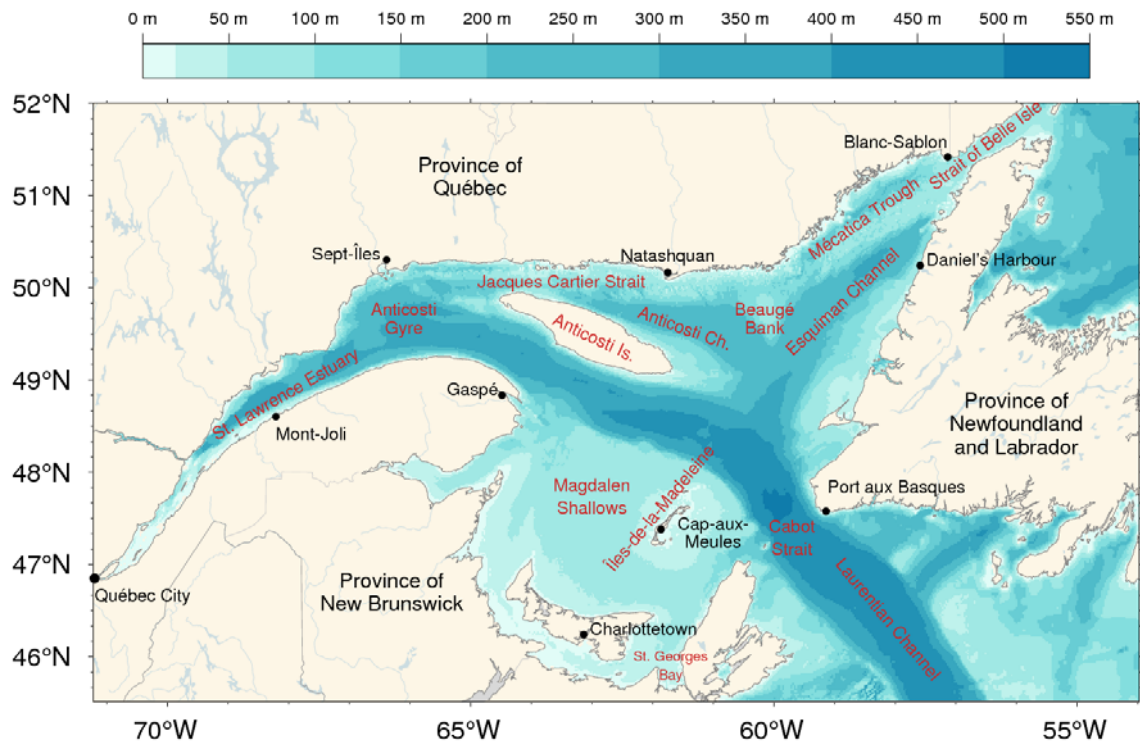 0 m 50 m 100 m 150 m 200 m 250 m 300 m 350 m 400 m 450 m 500 m 550 m
52°N
51°N
50°N
49°N
48°N
47°N
46°N
70°W 65°W 60°W 55°W
Blanc-Sablon
Strait of Belle Isle
Province of
Québec
Mécatica Trough
Sept-Îles
Natashquan
Daniel's Harbour
Jacques Cartier Strait
Esquiman Channel
Anticosti
Gyre
Anticosti Is.
Anticosti Ch.
Beaugé
Bank
St. Lawrence Estuary
Gaspé
Mont-Joli
Province of
Newfoundland
and Labrador
Magdalen
Shallows
Îles-de-la-Madeleine
Port aux Basques
Cap-aux-
Meules
Cabot
Strait
Laurentian Channel
Québec City
Province of
New Brunswick
Charlottetown
St. Georges
Bay